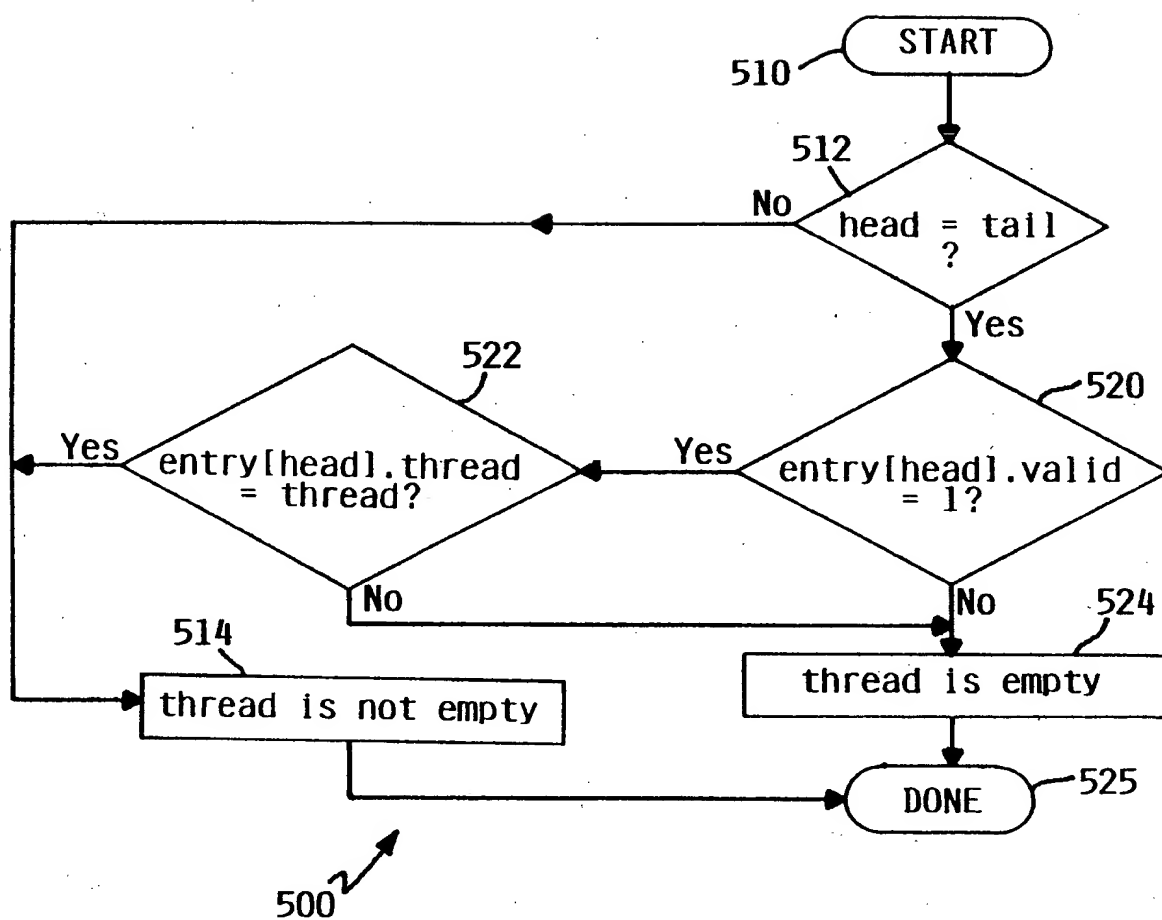 START
510
512
No
head = tail
?
Yes
522
520
Yes
entry[head].thread
= thread?
Yes
entry[head].valid
= 1?
No
No
524
514
thread is not empty
thread is empty
DONE
525
500